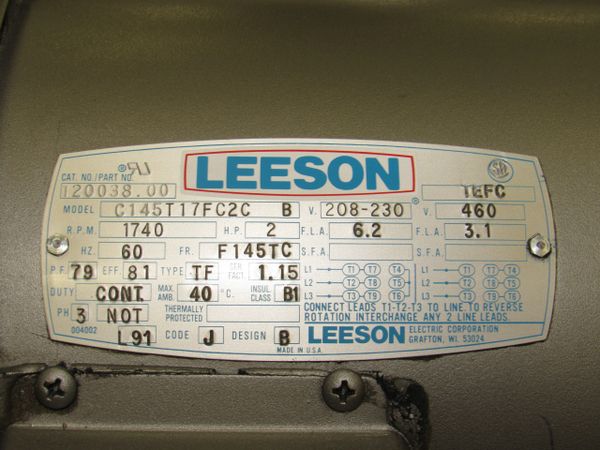 LEESON
CAT. NO./PART NO.
120038.00 TEFC
MODEL C145T17FC2C B V. 208-230 V. 460
R.P.M. 1740 H.P. 2 F.L.A. 6.2 F.L.A. 3.1
HZ. 60 FR. F145TC S.F.A. S.F.A.
P.F. 79 EFF. 81 TYPE TF SER. FACT. 1.15 L1 T1 T7 T4 L1 T1 T4
DUTY CONT. MAX. AMB. 40 °C. INSUL. CLASS B1 L2 T2 T8 T5 L2 T2 T5
PH 3 NOT THERMALLY PROTECTED L3 T3 T9 T6 L3 T3 T6
CONNECT LEADS T1-T2-T3 TO LINE TO REVERSE
ROTATION INTERCHANGE ANY 2 LINE LEADS.
004002 L91 CODE J DESIGN B LEESON ELECTRIC CORPORATION
GRAFTON, WI. 53024
MADE IN U.S.A.